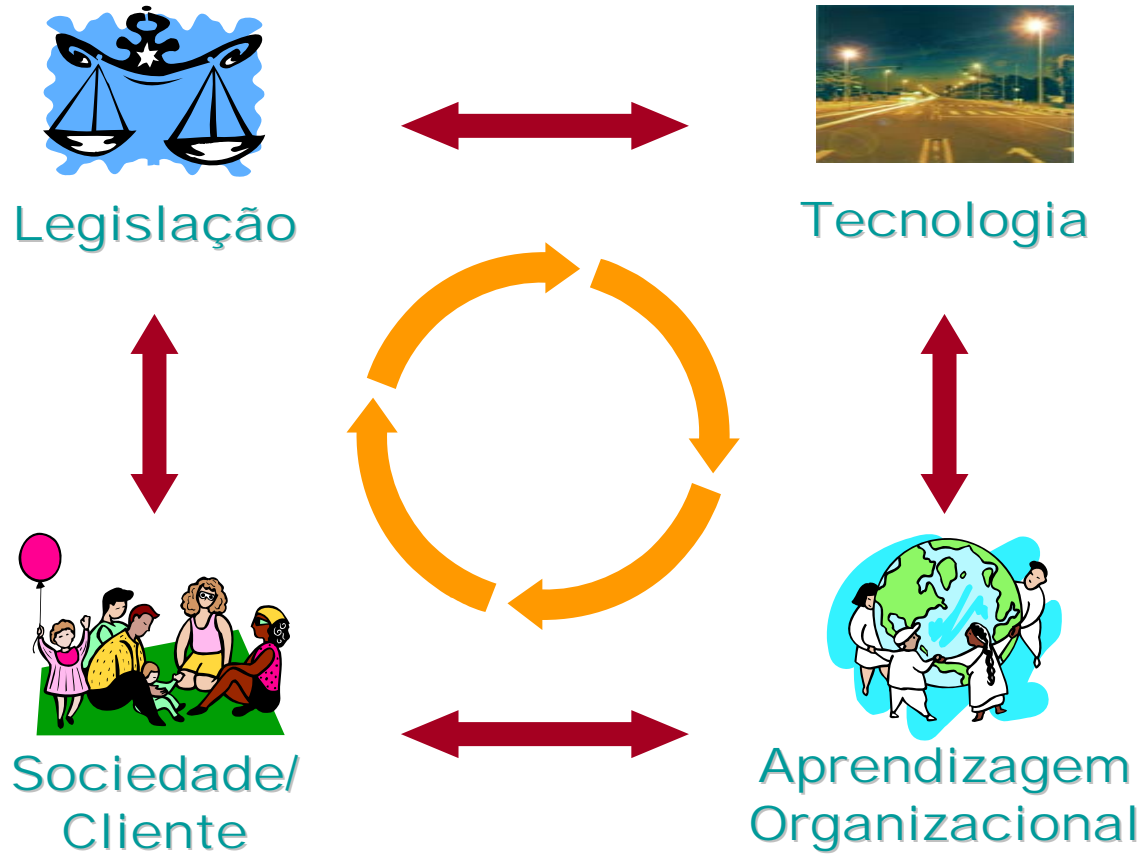 Legislação
Tecnologia
Sociedade/
Cliente
Aprendizagem
Organizacional